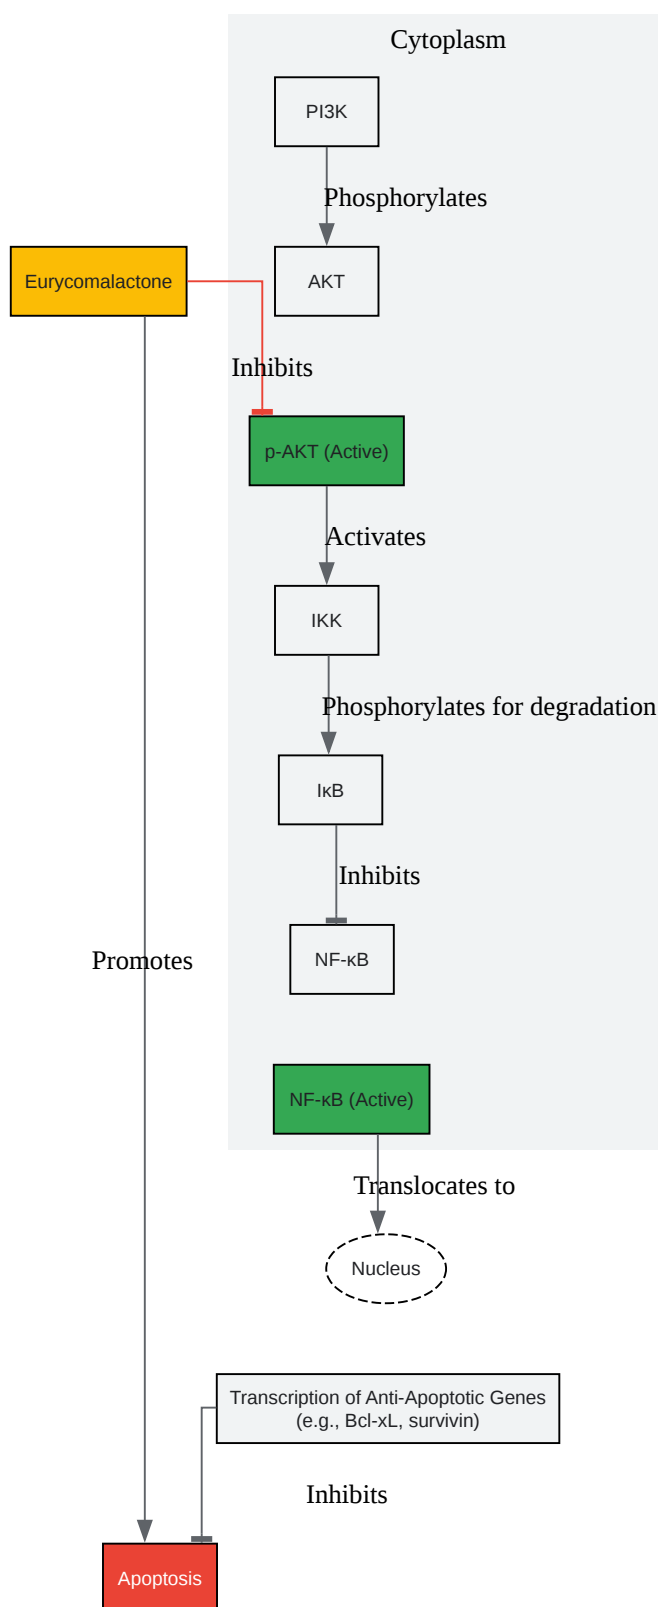 Cytoplasm
PI3K
Phosphorylates
Eurycomalactone
AKT
Inhibits
p-AKT (Active)
Activates
IKK
Phosphorylates for degradation
IκB
Inhibits
NF-κB
Promotes
NF-κB (Active)
Translocates to
Nucleus
Transcription of Anti-Apoptotic Genes
(e.g., Bcl-xL, survivin)
Inhibits
Apoptosis